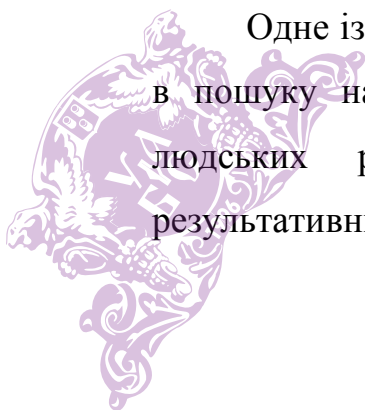 Одне із
в пошуку на
людських р
результативн